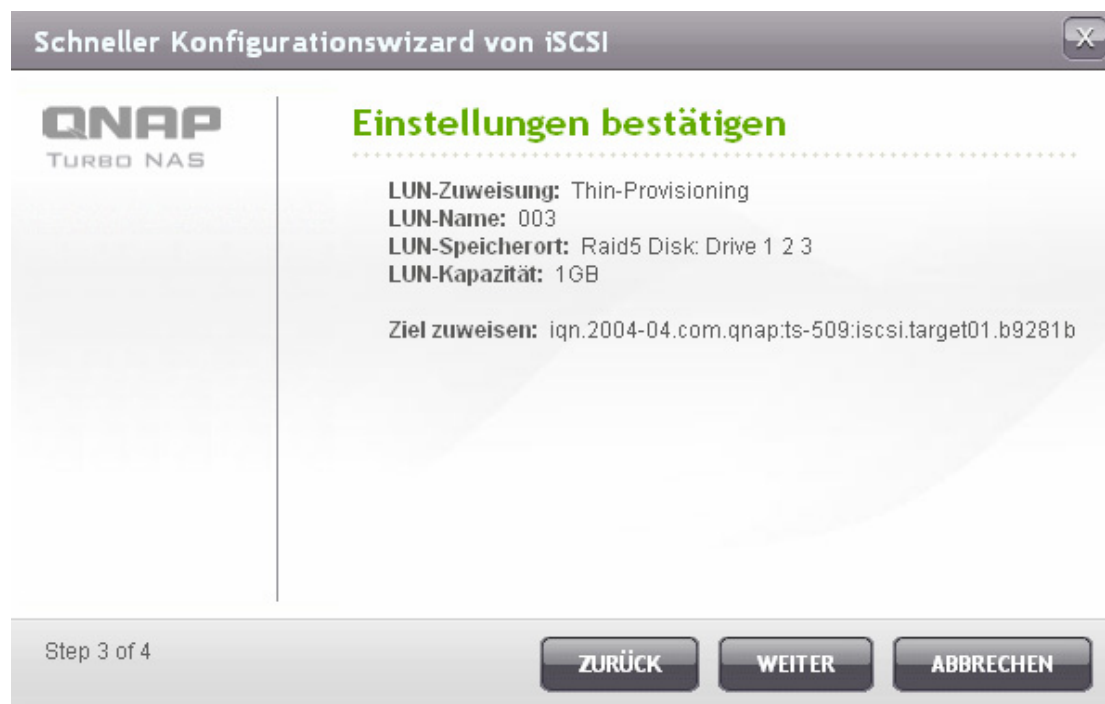 Schneller Konfigurationswizard von iSCSI
X
QNAP
TURBO NAS
Einstellungen bestätigen
LUN-Zuweisung: Thin-Provisioning
LUN-Name: 003
LUN-Speicherort: Raid5 Disk: Drive 1 2 3
LUN-Kapazität: 1GB
Ziel zuweisen: iqn.2004-04.com.qnap:ts-509:iscsi.target01.b9281b
Step 3 of 4
ZURÜCK
WEITER
ABBRECHEN